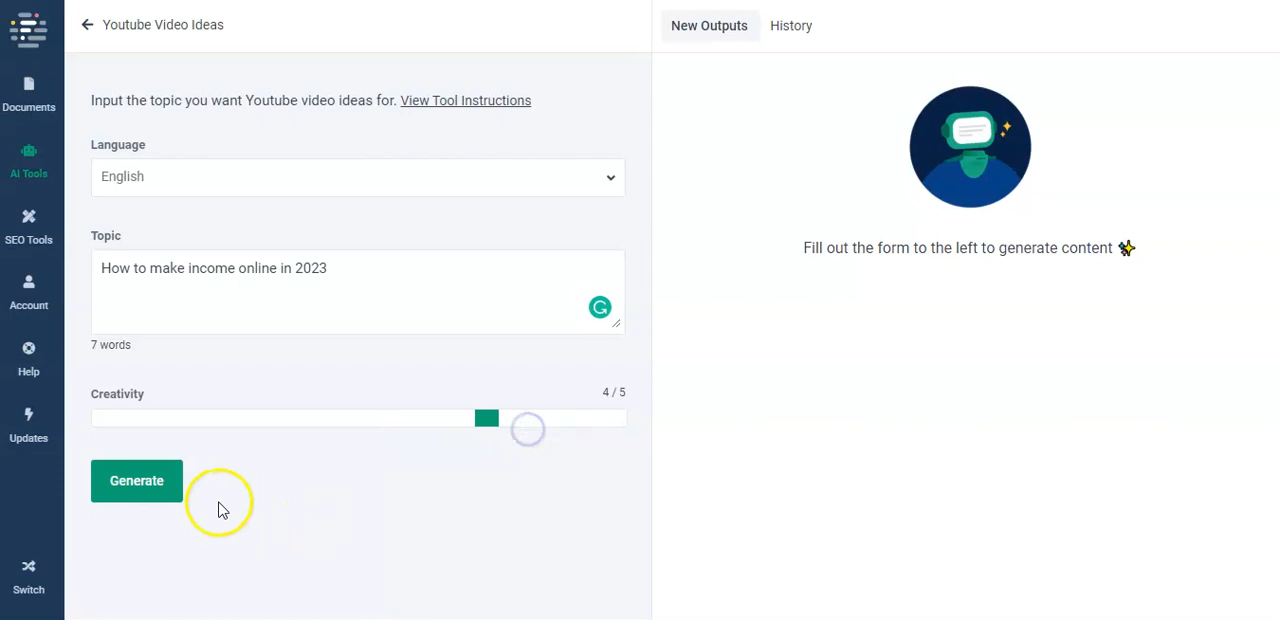 Youtube Video Ideas
New Outputs
History
Documents
AI Tools
SEO Tools
Account
Help
Updates
Switch
Input the topic you want Youtube video ideas for. View Tool Instructions
Language
English
Topic
How to make income online in 2023
7 words
Creativity
4 / 5
Generate
Fill out the form to the left to generate content